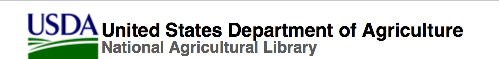 USDA
United States Department of Agriculture
National Agricultural Library